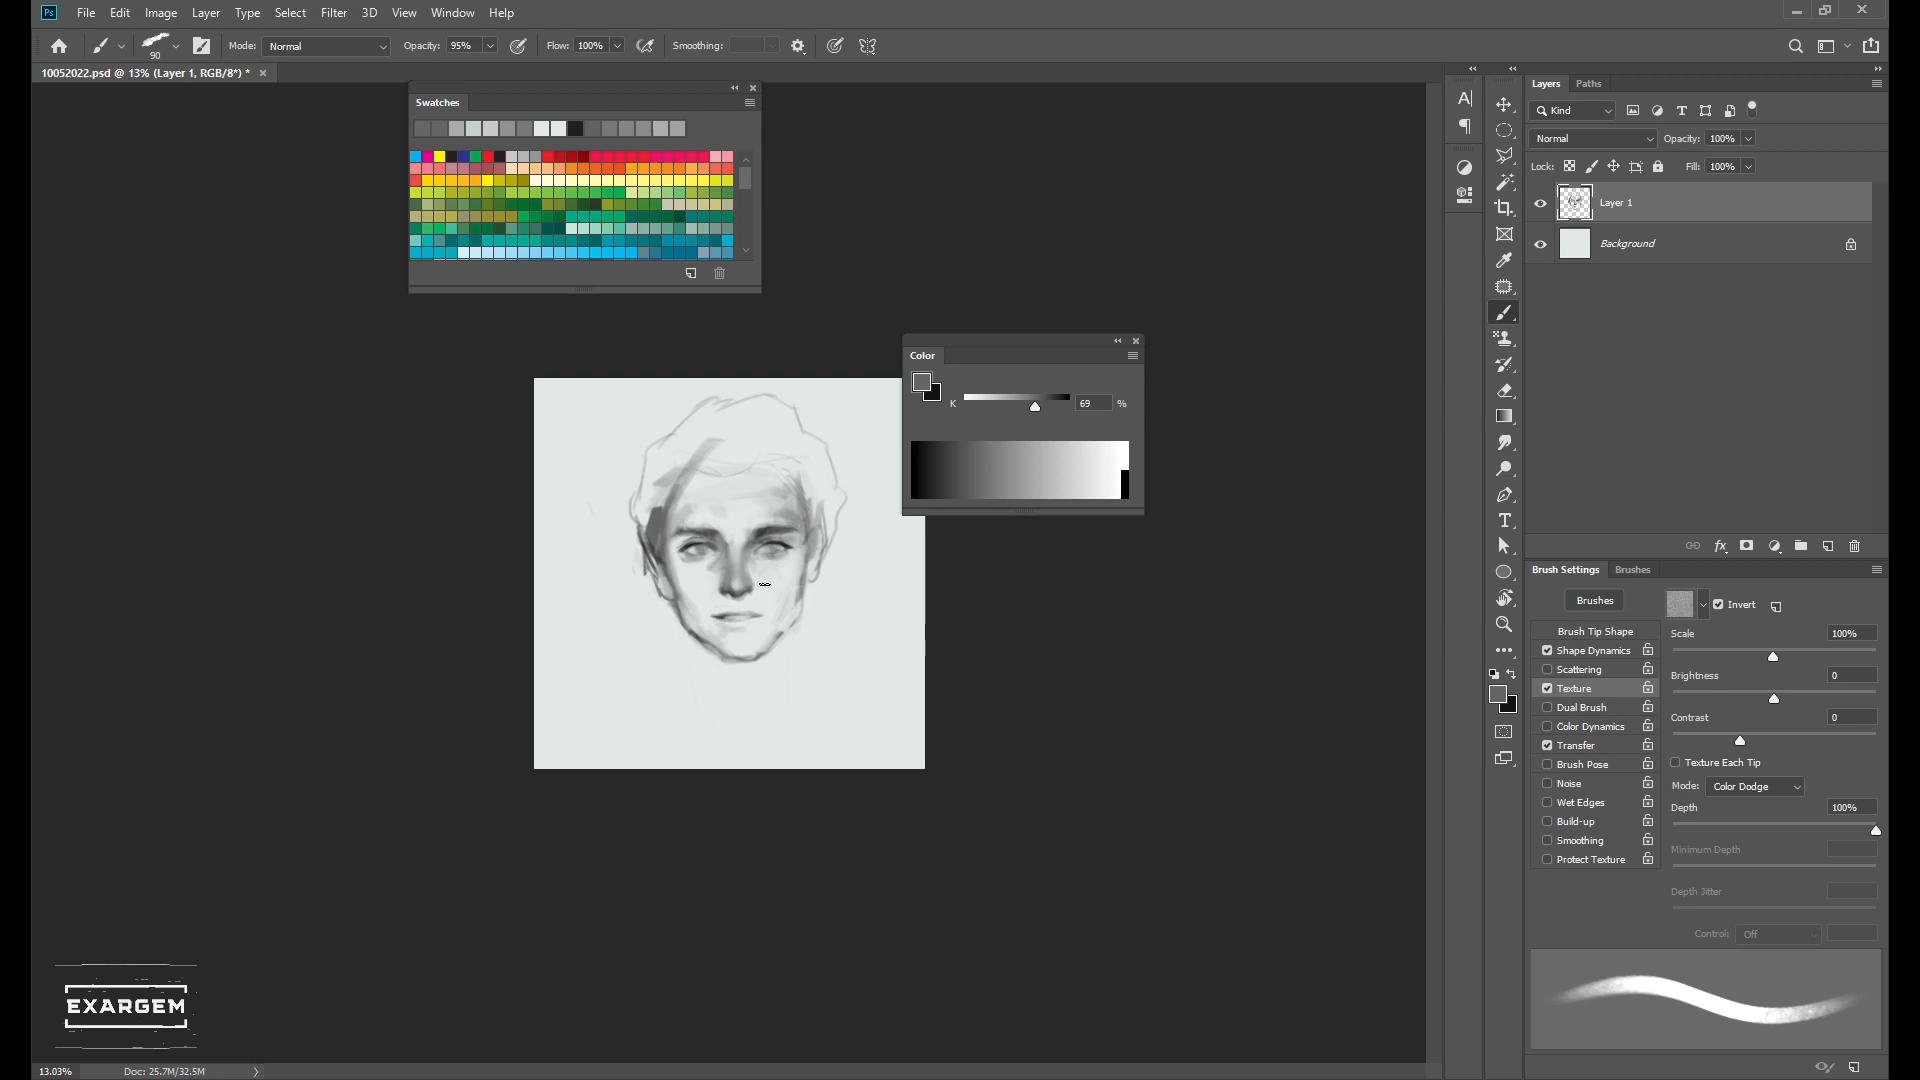 Ps File Edit Image Layer Type Select Filter 3D View Window Help
90 Mode: Normal Opacity: 95% Flow: 100% Smoothing:
10052022.psd @ 13% (Layer 1, RGB/8*) *
Swatches
Color
K 69 %
Layers Paths
Kind
Normal Opacity: 100%
Lock: Fill: 100%
Layer 1
Background
fx
Brush Settings Brushes
Brushes Invert
Brush Tip Shape Scale 100%
Shape Dynamics
Scattering Brightness 0
Texture
Dual Brush Contrast 0
Color Dynamics
Transfer
Brush Pose Texture Each Tip
Noise Mode: Color Dodge
Wet Edges Depth 100%
Build-up
Smoothing Minimum Depth
Protect Texture
Depth Jitter
Control: Off
EXARGEM
13.03% Doc: 25.7M/32.5M